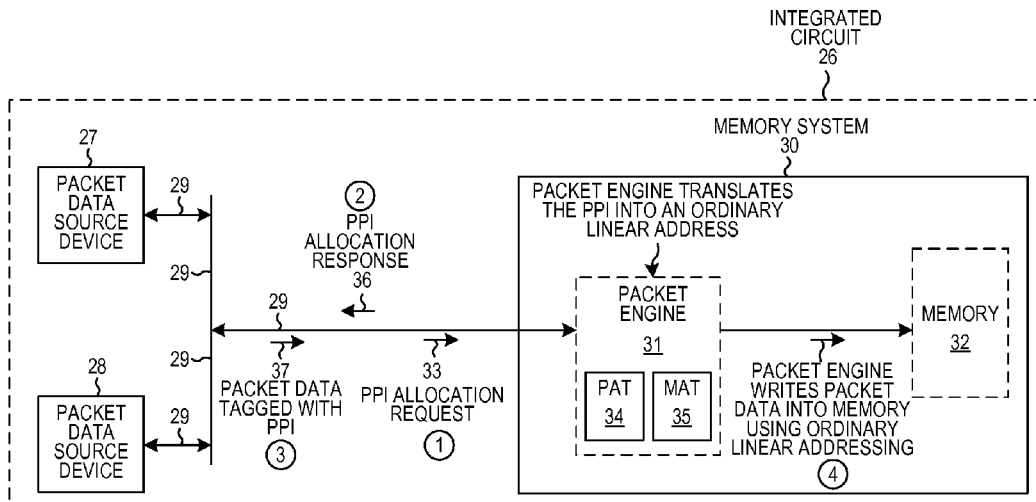 INTEGRATED
CIRCUIT
26
MEMORY SYSTEM
30
27
PACKET
DATA
SOURCE
DEVICE
29
29
2
PPI
ALLOCATION
RESPONSE
36
PACKET ENGINE TRANSLATES
THE PPI INTO AN ORDINARY
LINEAR ADDRESS
PACKET
ENGINE
31
PAT
34
MAT
35
MEMORY
32
29
29
37
PACKET DATA
TAGGED WITH
PPI
3
33
PPI ALLOCATION
REQUEST
1
28
PACKET
DATA
SOURCE
DEVICE
29
PACKET ENGINE
WRITES PACKET
DATA INTO MEMORY
USING ORDINARY
LINEAR ADDRESSING
4